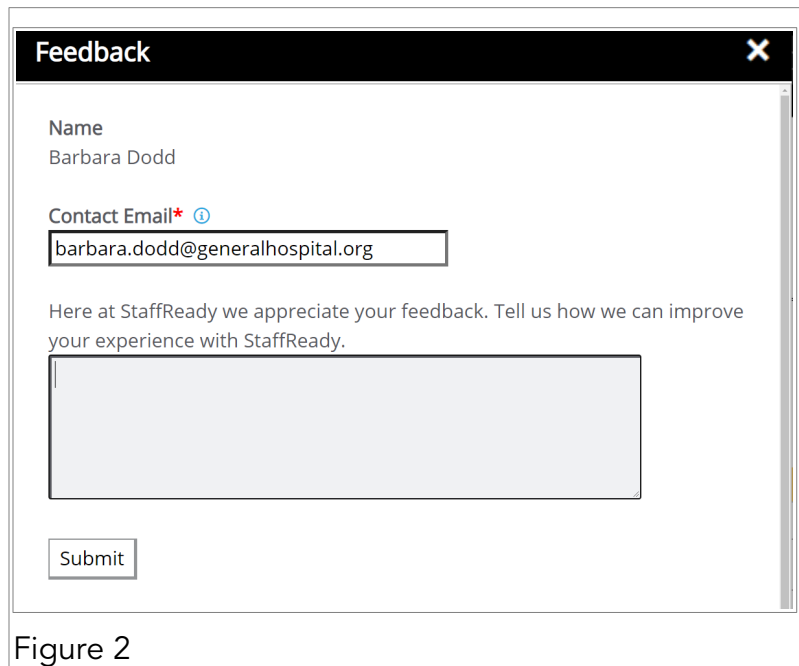 Feedback
Name
Barbara Dodd
Contact Email*
barbara.dodd@generalhospital.org
Here at StaffReady we appreciate your feedback. Tell us how we can improve
your experience with StaffReady.
Submit
Figure 2